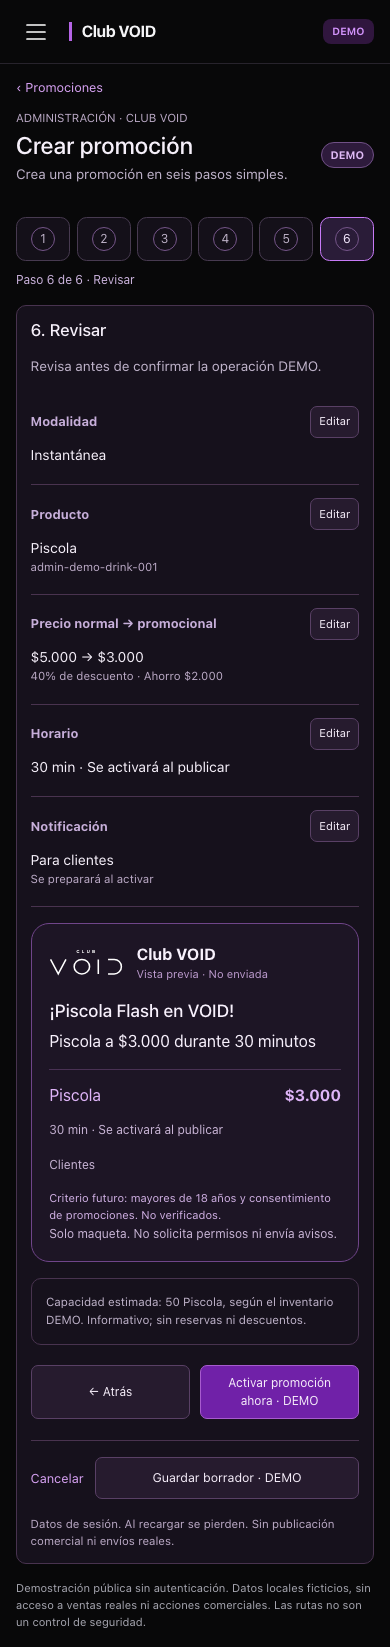 Club VOID
DEMO
‹ Promociones
ADMINISTRACIÓN · CLUB VOID
Crear promoción
DEMO
Crea una promoción en seis pasos simples.
1 2 3 4 5 6
Paso 6 de 6 · Revisar
6. Revisar
Revisa antes de confirmar la operación DEMO.
Modalidad
Editar
Instantánea
Producto
Editar
Piscola
admin-demo-drink-001
Precio normal → promocional
Editar
$5.000 → $3.000
40% de descuento · Ahorro $2.000
Horario
Editar
30 min · Se activará al publicar
Notificación
Editar
Para clientes
Se preparará al activar
CLUB
VOID
Club VOID
Vista previa · No enviada
¡Piscola Flash en VOID!
Piscola a $3.000 durante 30 minutos
Piscola $3.000
30 min · Se activará al publicar
Clientes
Criterio futuro: mayores de 18 años y consentimiento
de promociones. No verificados.
Solo maqueta. No solicita permisos ni envía avisos.
Capacidad estimada: 50 Piscola, según el inventario
DEMO. Informativo; sin reservas ni descuentos.
← Atrás
Activar promoción
ahora · DEMO
Cancelar
Guardar borrador · DEMO
Datos de sesión. Al recargar se pierden. Sin publicación
comercial ni envíos reales.
Demostración pública sin autenticación. Datos locales ficticios, sin
acceso a ventas reales ni acciones comerciales. Las rutas no son
un control de seguridad.